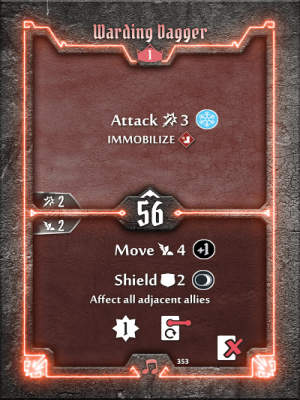 Warding Dagger
1
Attack 3
IMMOBILIZE
2
56
2
Move 4 +1
Shield 2
Affect all adjacent allies
1
353